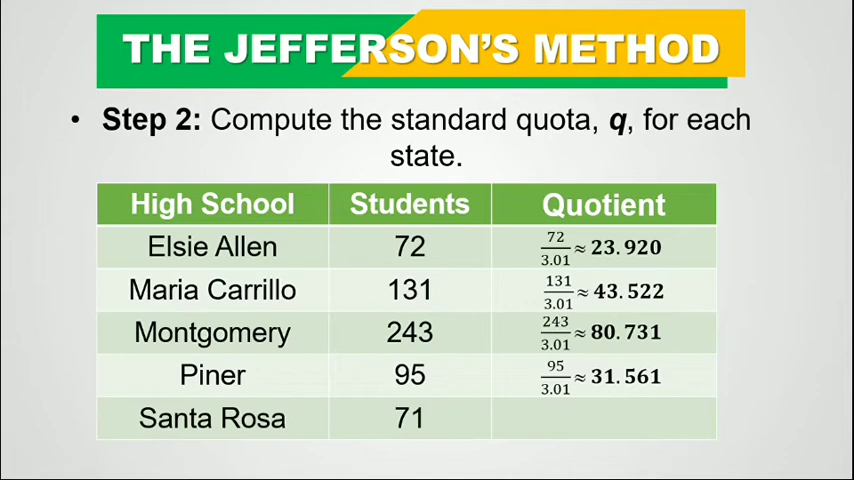 THE JEFFERSON'S METHOD
• Step 2: Compute the standard quota, q, for each
state.
High School Students Quotient
Elsie Allen 72 72/3.01 ≈ 23.920
Maria Carrillo 131 131/3.01 ≈ 43.522
Montgomery 243 243/3.01 ≈ 80.731
Piner 95 95/3.01 ≈ 31.561
Santa Rosa 71